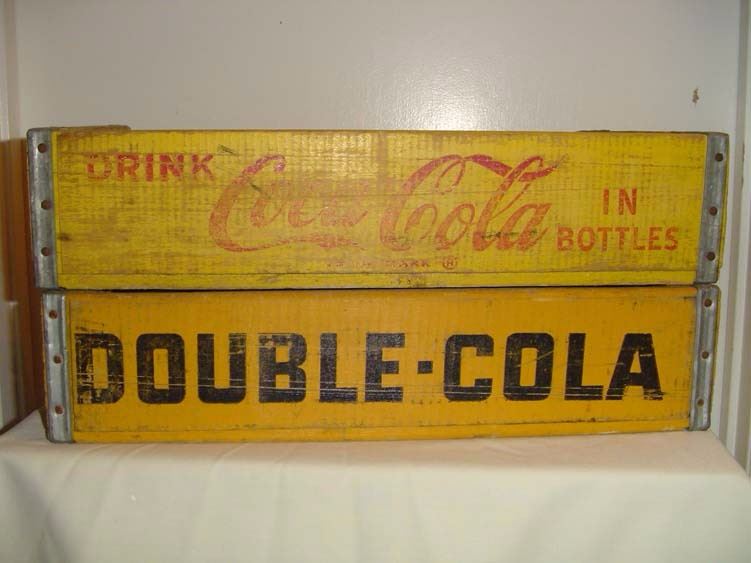 DRINK Coca-Cola IN
BOTTLES
®
DOUBLE-COLA